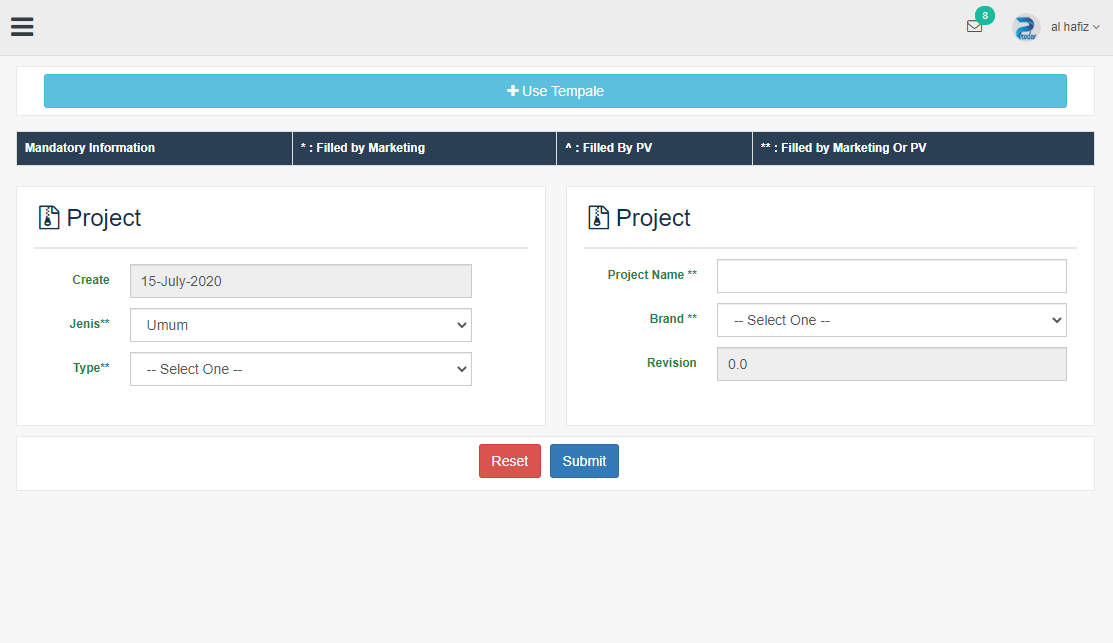 8
al hafiz
Use Tempale
Mandatory Information
* : Filled by Marketing
^ : Filled By PV
** : Filled by Marketing Or PV
Project
Create
15-July-2020
Jenis**
Umum
Type**
-- Select One --
Project
Project Name **
Brand **
-- Select One --
Revision
0.0
Reset
Submit